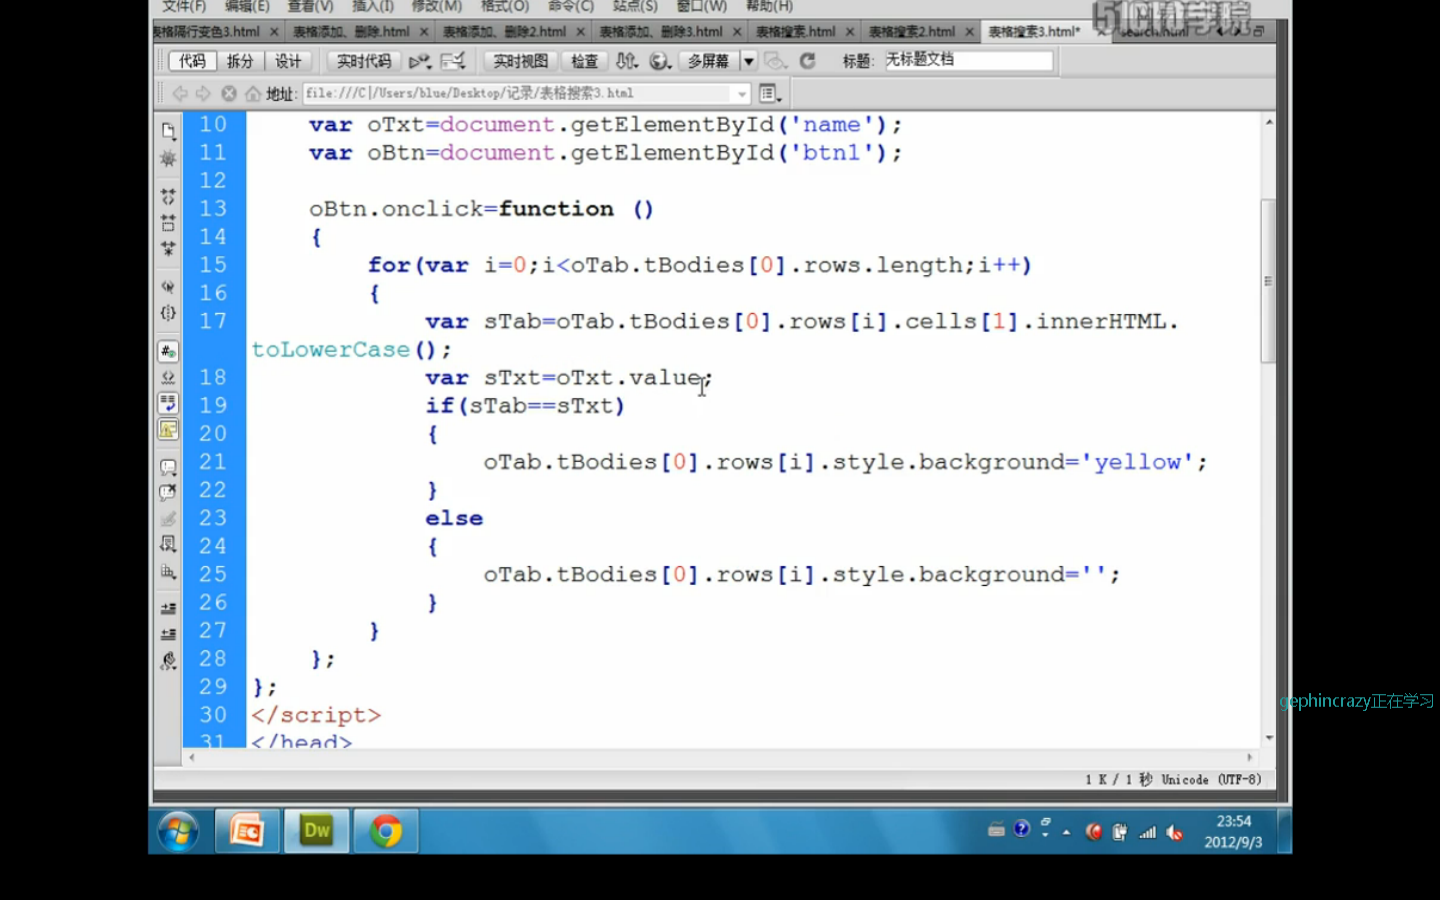 文件(F) 编辑(E) 查看(V) 插入(I) 修改(M) 格式(O) 命令(C) 站点(S) 窗口(W) 帮助(H)
51CTO学院
表格隔行变色3.html × 表格添加、删除.html × 表格添加、删除2.html × 表格添加、删除3.html × 表格搜索.html × 表格搜索2.html × 表格搜索3.html* × search.html
代码 拆分 设计 实时代码 实时视图 检查 多屏幕 标题: 无标题文档
地址: file:///C|/Users/blue/Desktop/记录/表格搜索3.html
10 var oTxt=document.getElementById('name');
11 var oBtn=document.getElementById('btn1');
12
13 oBtn.onclick=function ()
14 {
15 for(var i=0;i<oTab.tBodies[0].rows.length;i++)
16 {
17 var sTab=oTab.tBodies[0].rows[i].cells[1].innerHTML.
toLowerCase();
18 var sTxt=oTxt.value;
19 if(sTab==sTxt)
20 {
21 oTab.tBodies[0].rows[i].style.background='yellow';
22 }
23 else
24 {
25 oTab.tBodies[0].rows[i].style.background='';
26 }
27 }
28 };
29 };
30 </script>
31 </head>
gephincrazy正在学习
1 K / 1 秒 Unicode (UTF-8)
Dw
23:54
2012/9/3